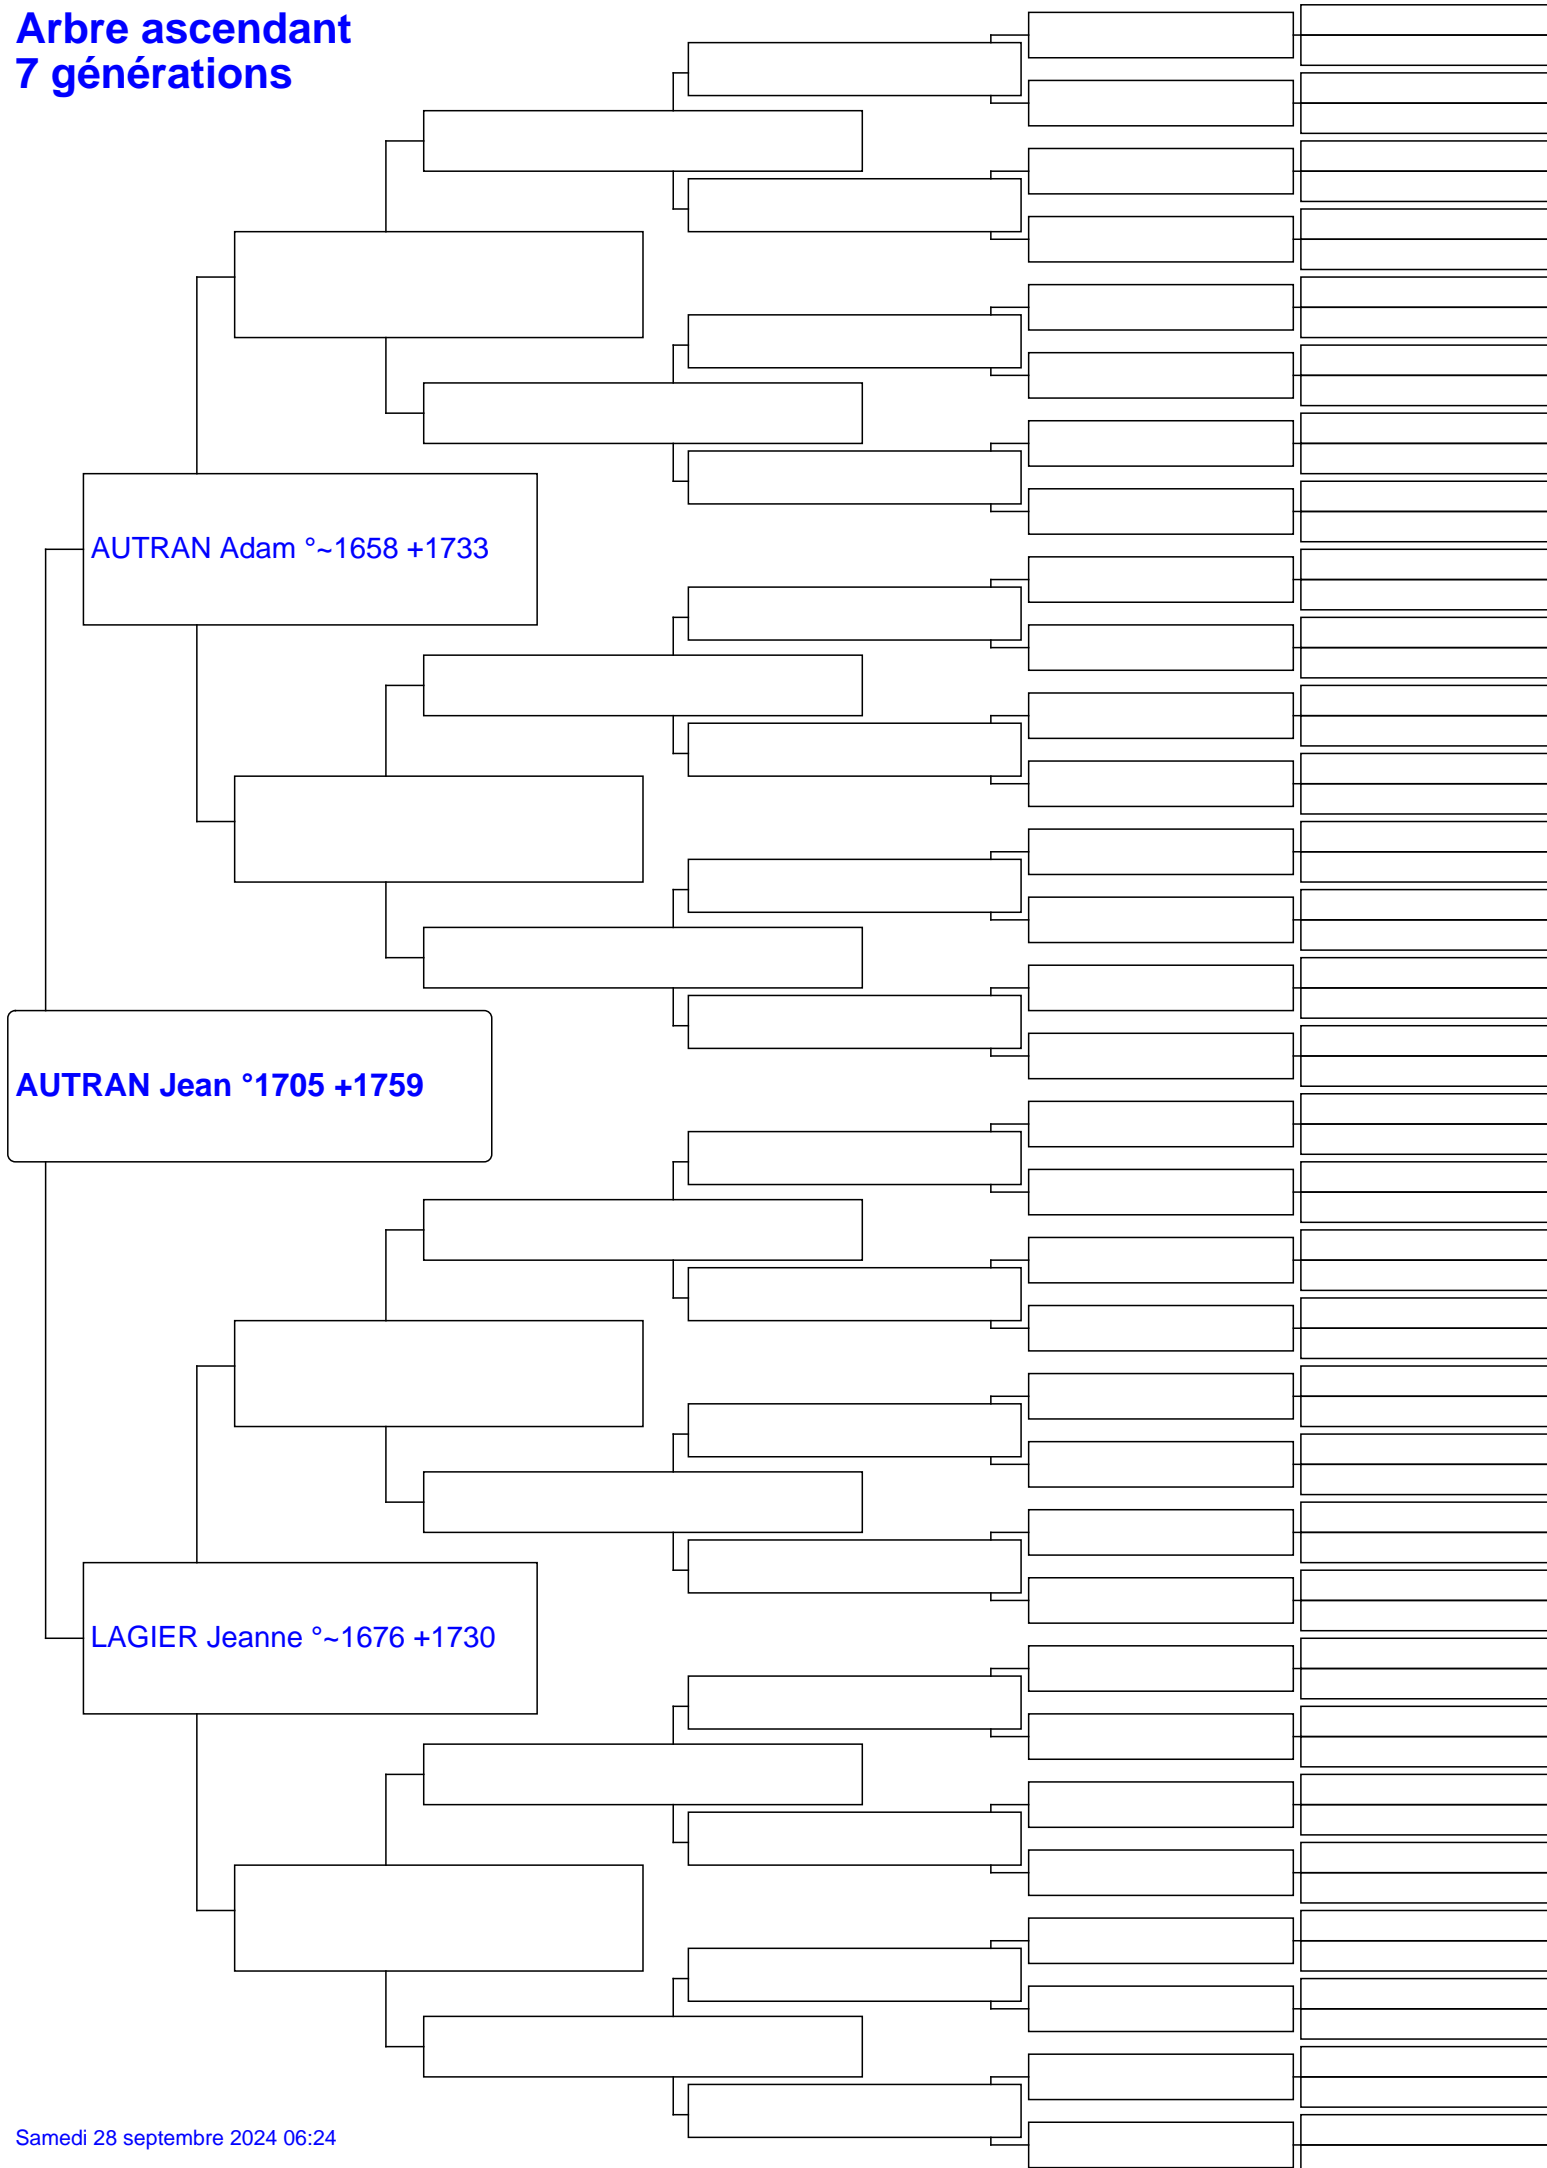 Arbre ascendant
7 générations
AUTRAN Adam °~1658 +1733
AUTRAN Jean °1705 +1759
LAGIER Jeanne °~1676 +1730
Samedi 28 septembre 2024 06:24